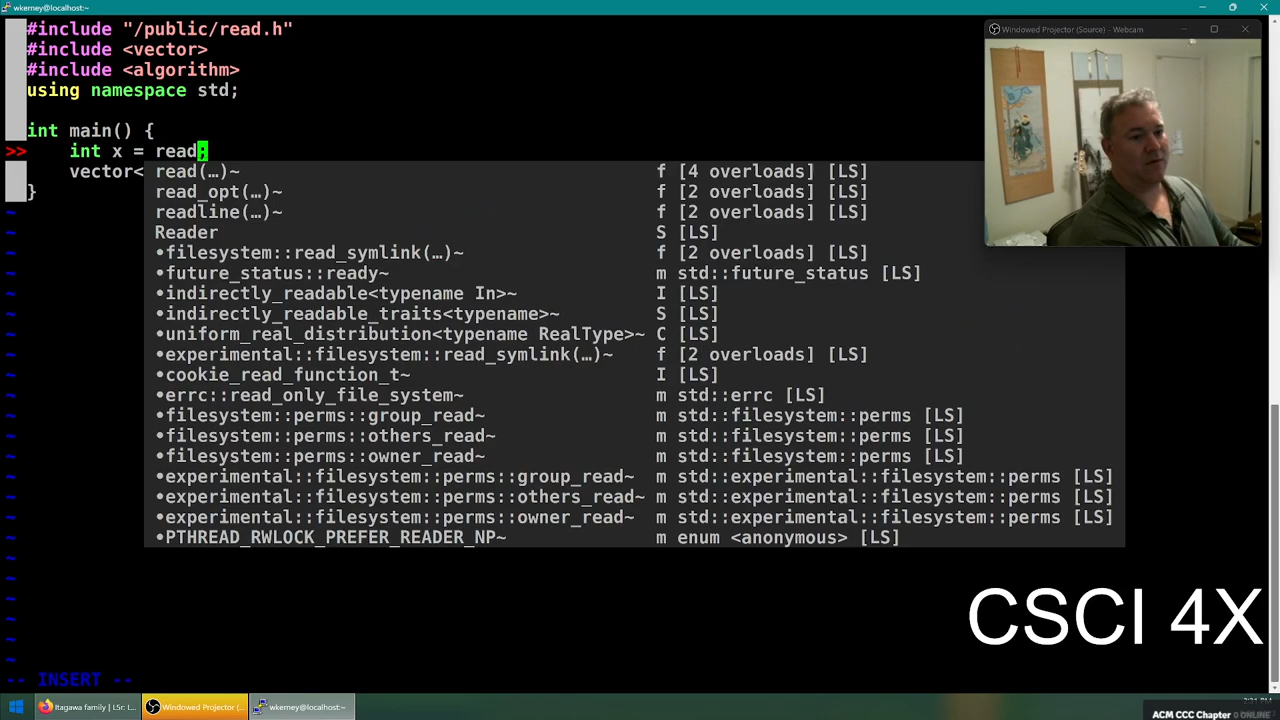 wkerney@localhost:~
#include "/public/read.h"
#include <vector>
#include <algorithm>
using namespace std;
int main() {
>> int x = read;
vector<
}
read(…)~ f [4 overloads] [LS]
read_opt(…)~ f [2 overloads] [LS]
readline(…)~ f [2 overloads] [LS]
Reader S [LS]
•filesystem::read_symlink(…)~ f [2 overloads] [LS]
•future_status::ready~ m std::future_status [LS]
•indirectly_readable<typename In>~ I [LS]
•indirectly_readable_traits<typename>~ S [LS]
•uniform_real_distribution<typename RealType>~ C [LS]
•experimental::filesystem::read_symlink(…)~ f [2 overloads] [LS]
•cookie_read_function_t~ I [LS]
•errc::read_only_file_system~ m std::errc [LS]
•filesystem::perms::group_read~ m std::filesystem::perms [LS]
•filesystem::perms::others_read~ m std::filesystem::perms [LS]
•filesystem::perms::owner_read~ m std::filesystem::perms [LS]
•experimental::filesystem::perms::group_read~ m std::experimental::filesystem::perms [LS]
•experimental::filesystem::perms::others_read~ m std::experimental::filesystem::perms [LS]
•experimental::filesystem::perms::owner_read~ m std::experimental::filesystem::perms [LS]
•PTHREAD_RWLOCK_PREFER_READER_NP~ m enum <anonymous> [LS]
Windowed Projector (Source) - Webcam
CSCI 4X
-- INSERT --
Itagawa family | L5r: l...
Windowed Projector (...
wkerney@localhost:~
ACM CCC Chapter 0 ONLINE